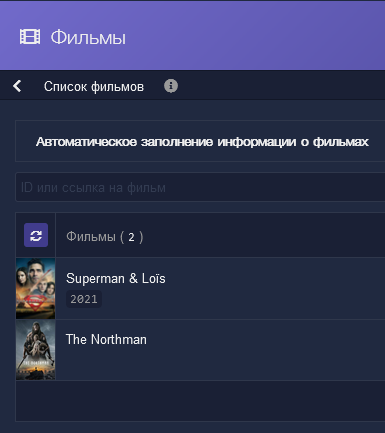 Фильмы
Список фильмов
Автоматическое заполнение информации о фильмах
ID или ссылка на фильм
Фильмы ( 2 )
Superman & Loïs
2021
The Northman